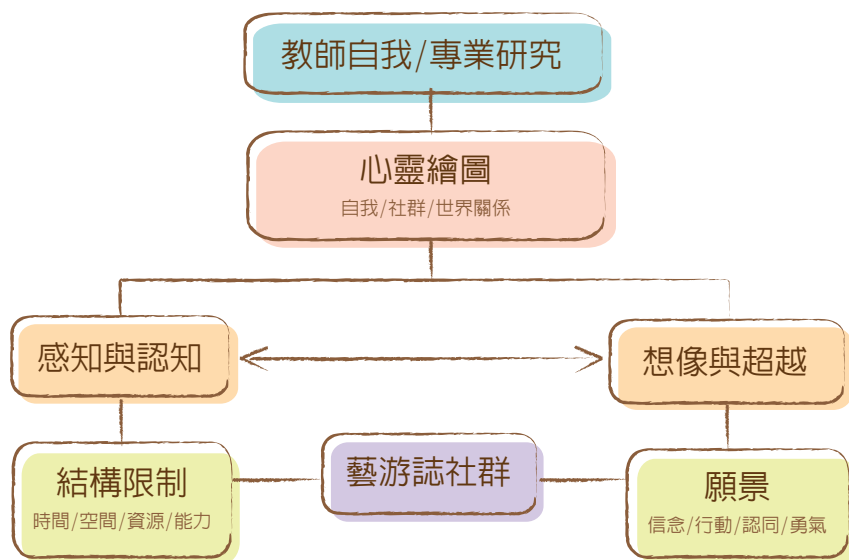 教師自我/專業研究
心靈繪圖
自我/社群/世界關係
感知與認知
想像與超越
結構限制
時間/空間/資源/能力
藝游誌社群
願景
信念/行動/認同/勇氣